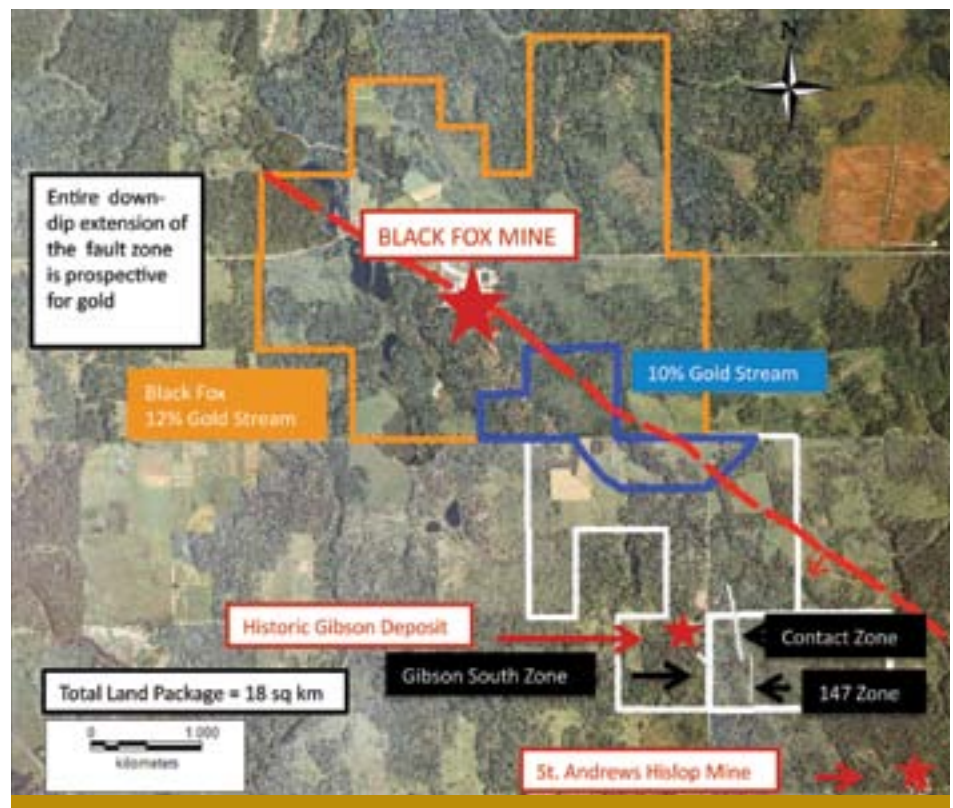 N
Entire down-
dip extension of
the fault zone
is prospective
for gold
BLACK FOX MINE
10% Gold Stream
Black Fox
12% Gold Stream
Historic Gibson Deposit
Contact Zone
Gibson South Zone
147 Zone
Total Land Package = 18 sq km
0 1.000
kilometers
St. Andrews Hislop Mine